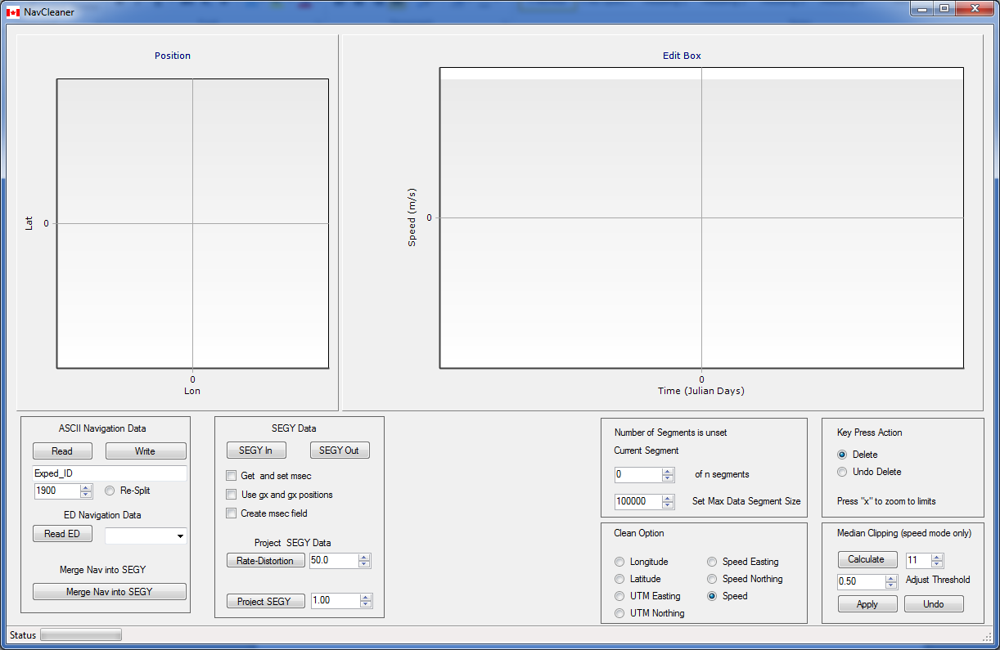 NavCleaner
Position
Lat
0
0
Lon
Edit Box
Speed (m/s)
0
0
Time (Julian Days)
ASCII Navigation Data
Read
Write
Exped_ID
1900
Re-Split
ED Navigation Data
Read ED
Merge Nav into SEGY
Merge Nav into SEGY
SEGY Data
SEGY In
SEGY Out
Get and set msec
Use gx and gx positions
Create msec field
Project SEGY Data
Rate-Distortion
50.0
Project SEGY
1.00
Number of Segments is unset
Current Segment
0
of n segments
100000
Set Max Data Segment Size
Clean Option
Longitude
Latitude
UTM Easting
UTM Northing
Speed Easting
Speed Northing
Speed
Key Press Action
Delete
Undo Delete
Press "x" to zoom to limits
Median Clipping (speed mode only)
Calculate
11
0.50
Adjust Threshold
Apply
Undo
Status